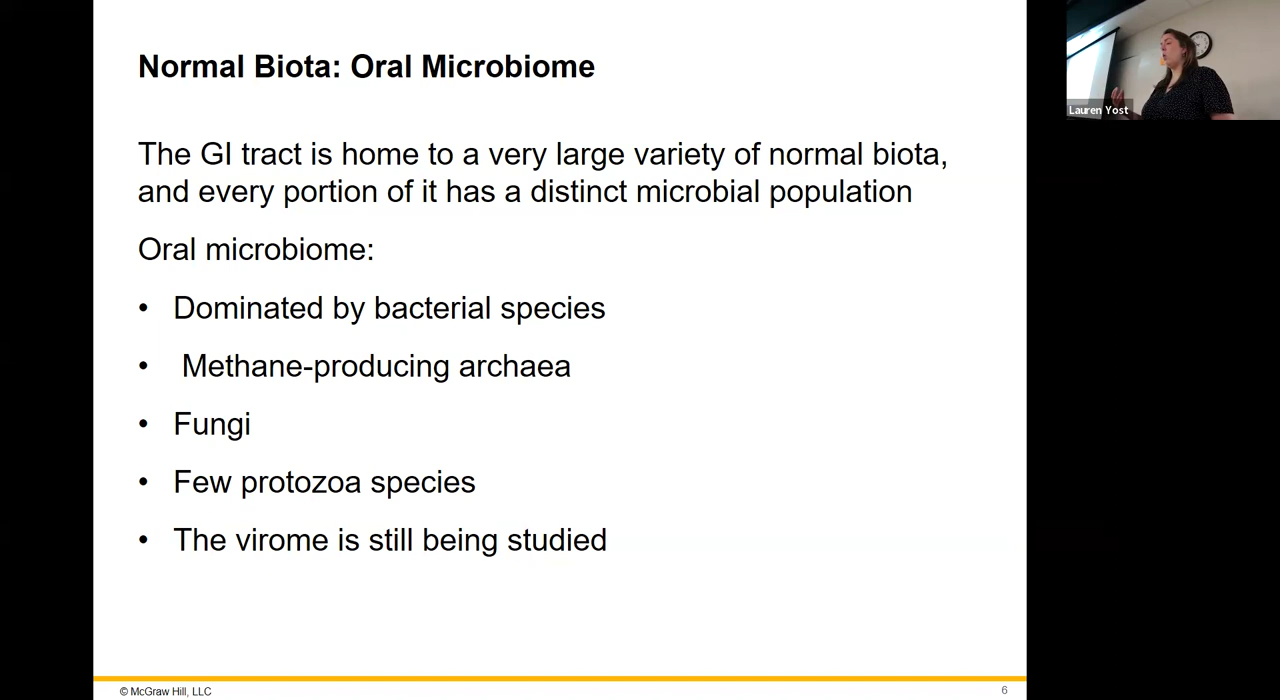 Normal Biota: Oral Microbiome
The GI tract is home to a very large variety of normal biota,
and every portion of it has a distinct microbial population
Oral microbiome:
• Dominated by bacterial species
• Methane-producing archaea
• Fungi
• Few protozoa species
• The virome is still being studied
© McGraw Hill, LLC
6
Lauren Yost